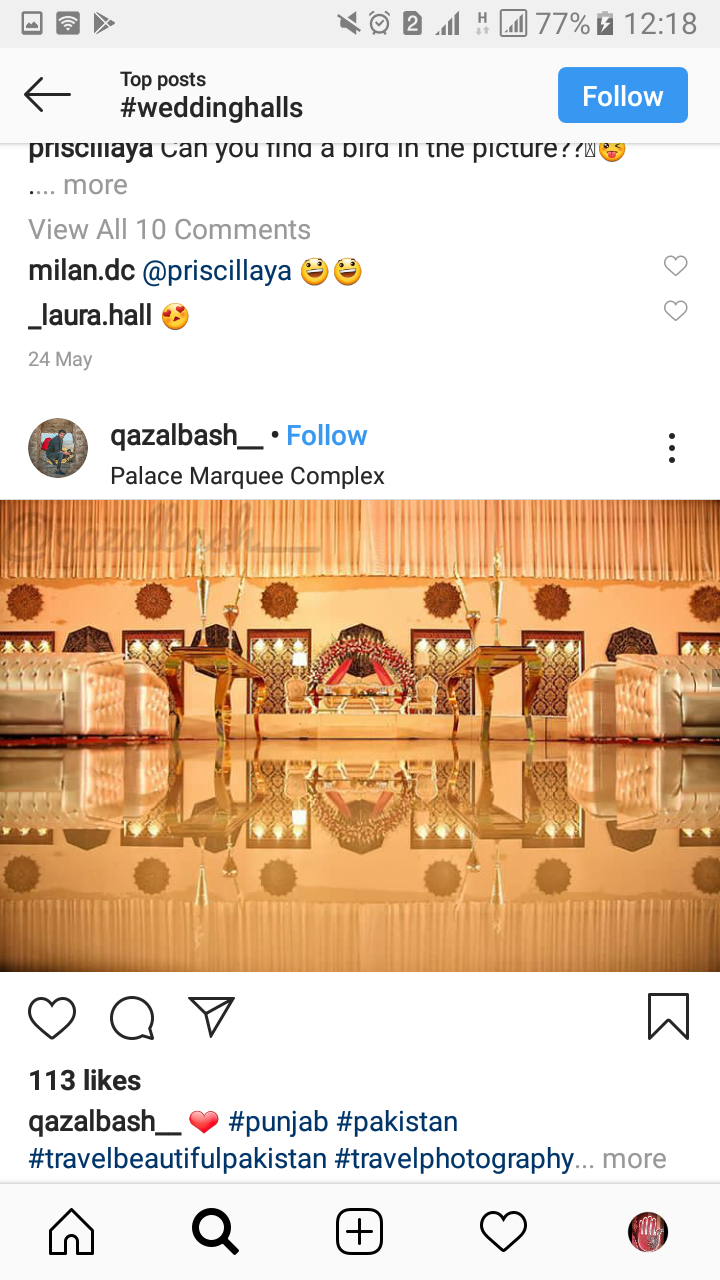 77% 12:18
Top posts
#weddinghalls
Follow
priscillaya Can you find a bird in the picture??😜
.... more
View All 10 Comments
milan.dc @priscillaya 😃😃
_laura.hall 😍
24 May
qazalbash__ • Follow
Palace Marquee Complex
@qazalbash__
113 likes
qazalbash__ ❤ #punjab #pakistan
#travelbeautifulpakistan #travelphotography... more